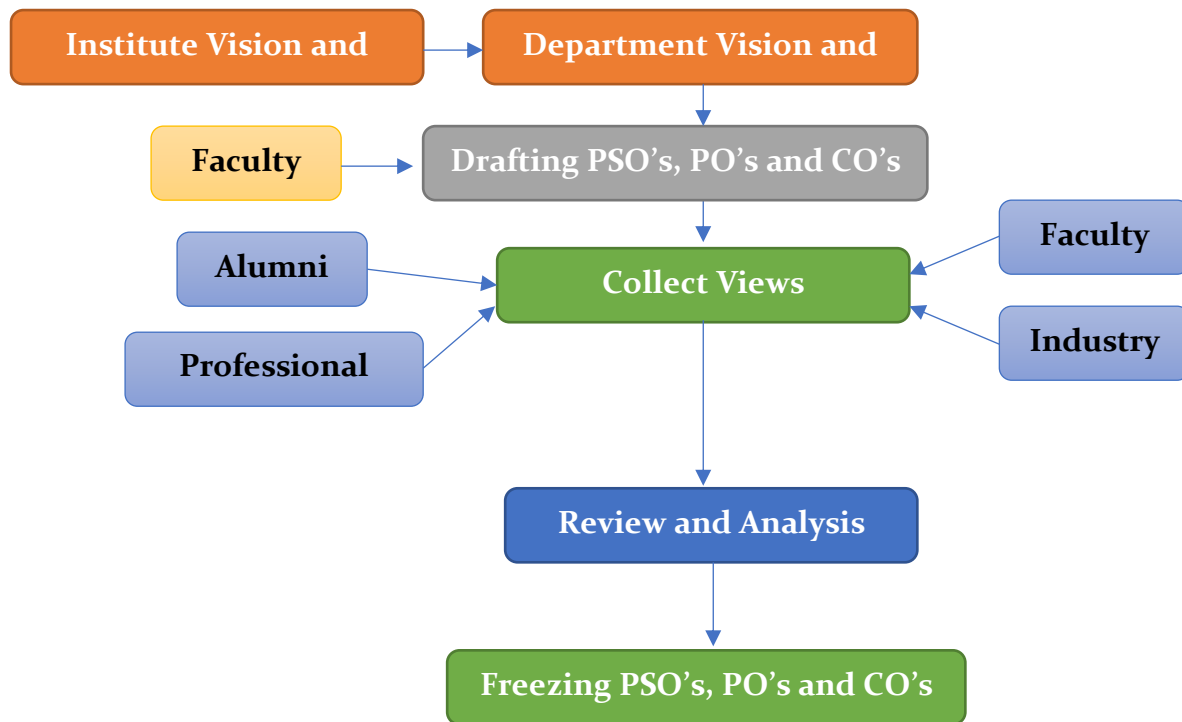 Institute Vision and
Department Vision and
Faculty
Drafting PSO’s, PO’s and CO’s
Alumni
Collect Views
Faculty
Professional
Industry
Review and Analysis
Freezing PSO’s, PO’s and CO’s